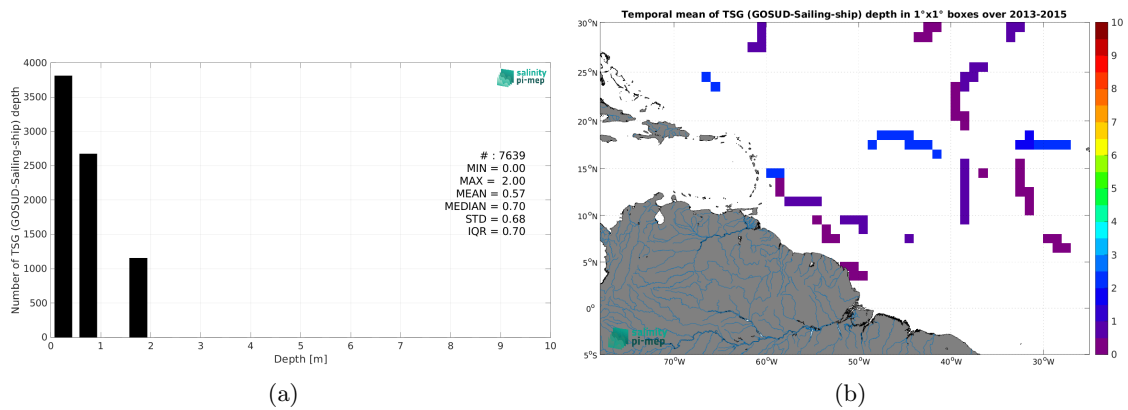 4000
3500
3000
2500
2000
1500
1000
500
0
0 1 2 3 4 5 6 7 8 9 10
Number of TSG (GOSUD-Sailing-ship) depth
Depth [m]
salinity
pi-mep
# : 7639
MIN = 0.00
MAX = 2.00
MEAN = 0.57
MEDIAN = 0.70
STD = 0.68
IQR = 0.70
(a)
Temporal mean of TSG (GOSUD-Sailing-ship) depth in 1°x1° boxes over 2013-2015
30°N
25°N
20°N
15°N
10°N
5°N
0°
5°S
70°W 60°W 50°W 40°W 30°W
salinity
pi-mep
10
9
8
7
6
5
4
3
2
1
0
(b)